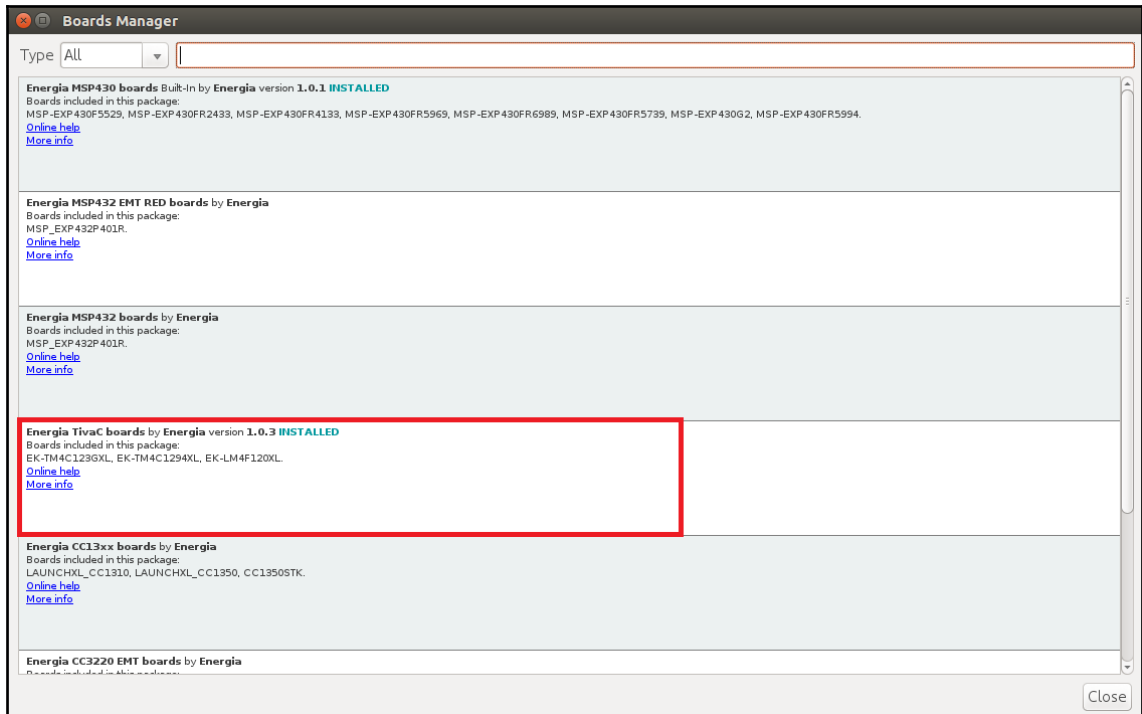 Boards Manager
Type All
Energia MSP430 boards Built-In by Energia version 1.0.1 INSTALLED
Boards included in this package:
MSP-EXP430F5529, MSP-EXP430FR2433, MSP-EXP430FR4133, MSP-EXP430FR5969, MSP-EXP430FR6989, MSP-EXP430FR5739, MSP-EXP430G2, MSP-EXP430FR5994.
Online help
More info
Energia MSP432 EMT RED boards by Energia
Boards included in this package:
MSP_EXP432P401R.
Online help
More info
Energia MSP432 boards by Energia
Boards included in this package:
MSP_EXP432P401R.
Online help
More info
Energia TivaC boards by Energia version 1.0.3 INSTALLED
Boards included in this package:
EK-TM4C123GXL, EK-TM4C1294XL, EK-LM4F120XL.
Online help
More info
Energia CC13xx boards by Energia
Boards included in this package:
LAUNCHXL_CC1310, LAUNCHXL_CC1350, CC1350STK.
Online help
More info
Energia CC3220 EMT boards by Energia
Boards included in this package:
Close